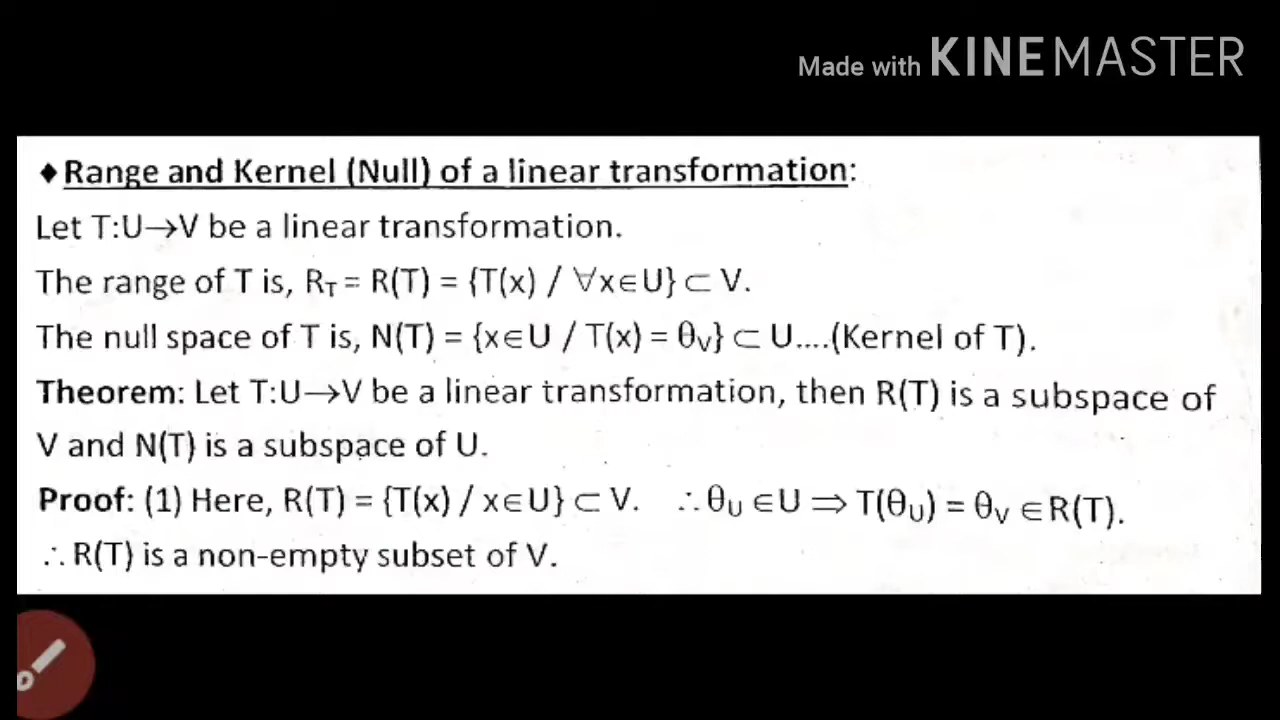 Made with KINEMASTER
♦Range and Kernel (Null) of a linear transformation:
Let T:U→V be a linear transformation.
The range of T is, R_T = R(T) = {T(x) / ∀x∈U} ⊂ V.
The null space of T is, N(T) = {x∈U / T(x) = θ_V} ⊂ U....(Kernel of T).
Theorem: Let T:U→V be a linear transformation, then R(T) is a subspace of
V and N(T) is a subspace of U.
Proof: (1) Here, R(T) = {T(x) / x∈U} ⊂ V. ∴θ_U ∈U ⇒ T(θ_U) = θ_V ∈R(T).
∴ R(T) is a non-empty subset of V.